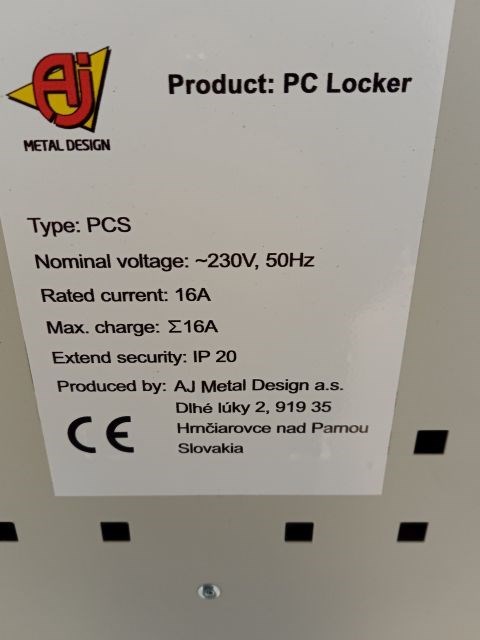 Aj
METAL DESIGN
Product: PC Locker
Type: PCS
Nominal voltage: ~230V, 50Hz
Rated current: 16A
Max. charge: Σ16A
Extend security: IP 20
Produced by: AJ Metal Design a.s.
Dlhé lúky 2, 919 35
CE Hrnčiarovce nad Parnou
Slovakia